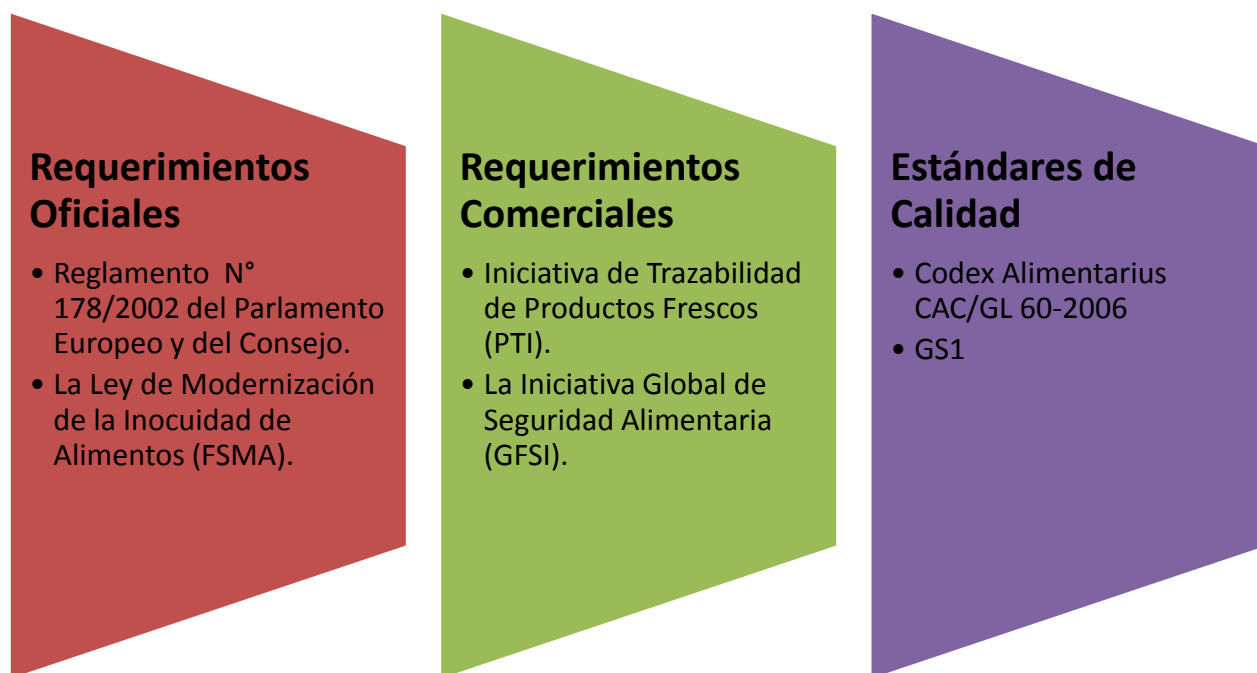 Requerimientos
Oficiales
• Reglamento N°
178/2002 del Parlamento
Europeo y del Consejo.
• La Ley de Modernización
de la Inocuidad de
Alimentos (FSMA).
Requerimientos
Comerciales
• Iniciativa de Trazabilidad
de Productos Frescos
(PTI).
• La Iniciativa Global de
Seguridad Alimentaria
(GFSI).
Estándares de
Calidad
• Codex Alimentarius
CAC/GL 60-2006
• GS1